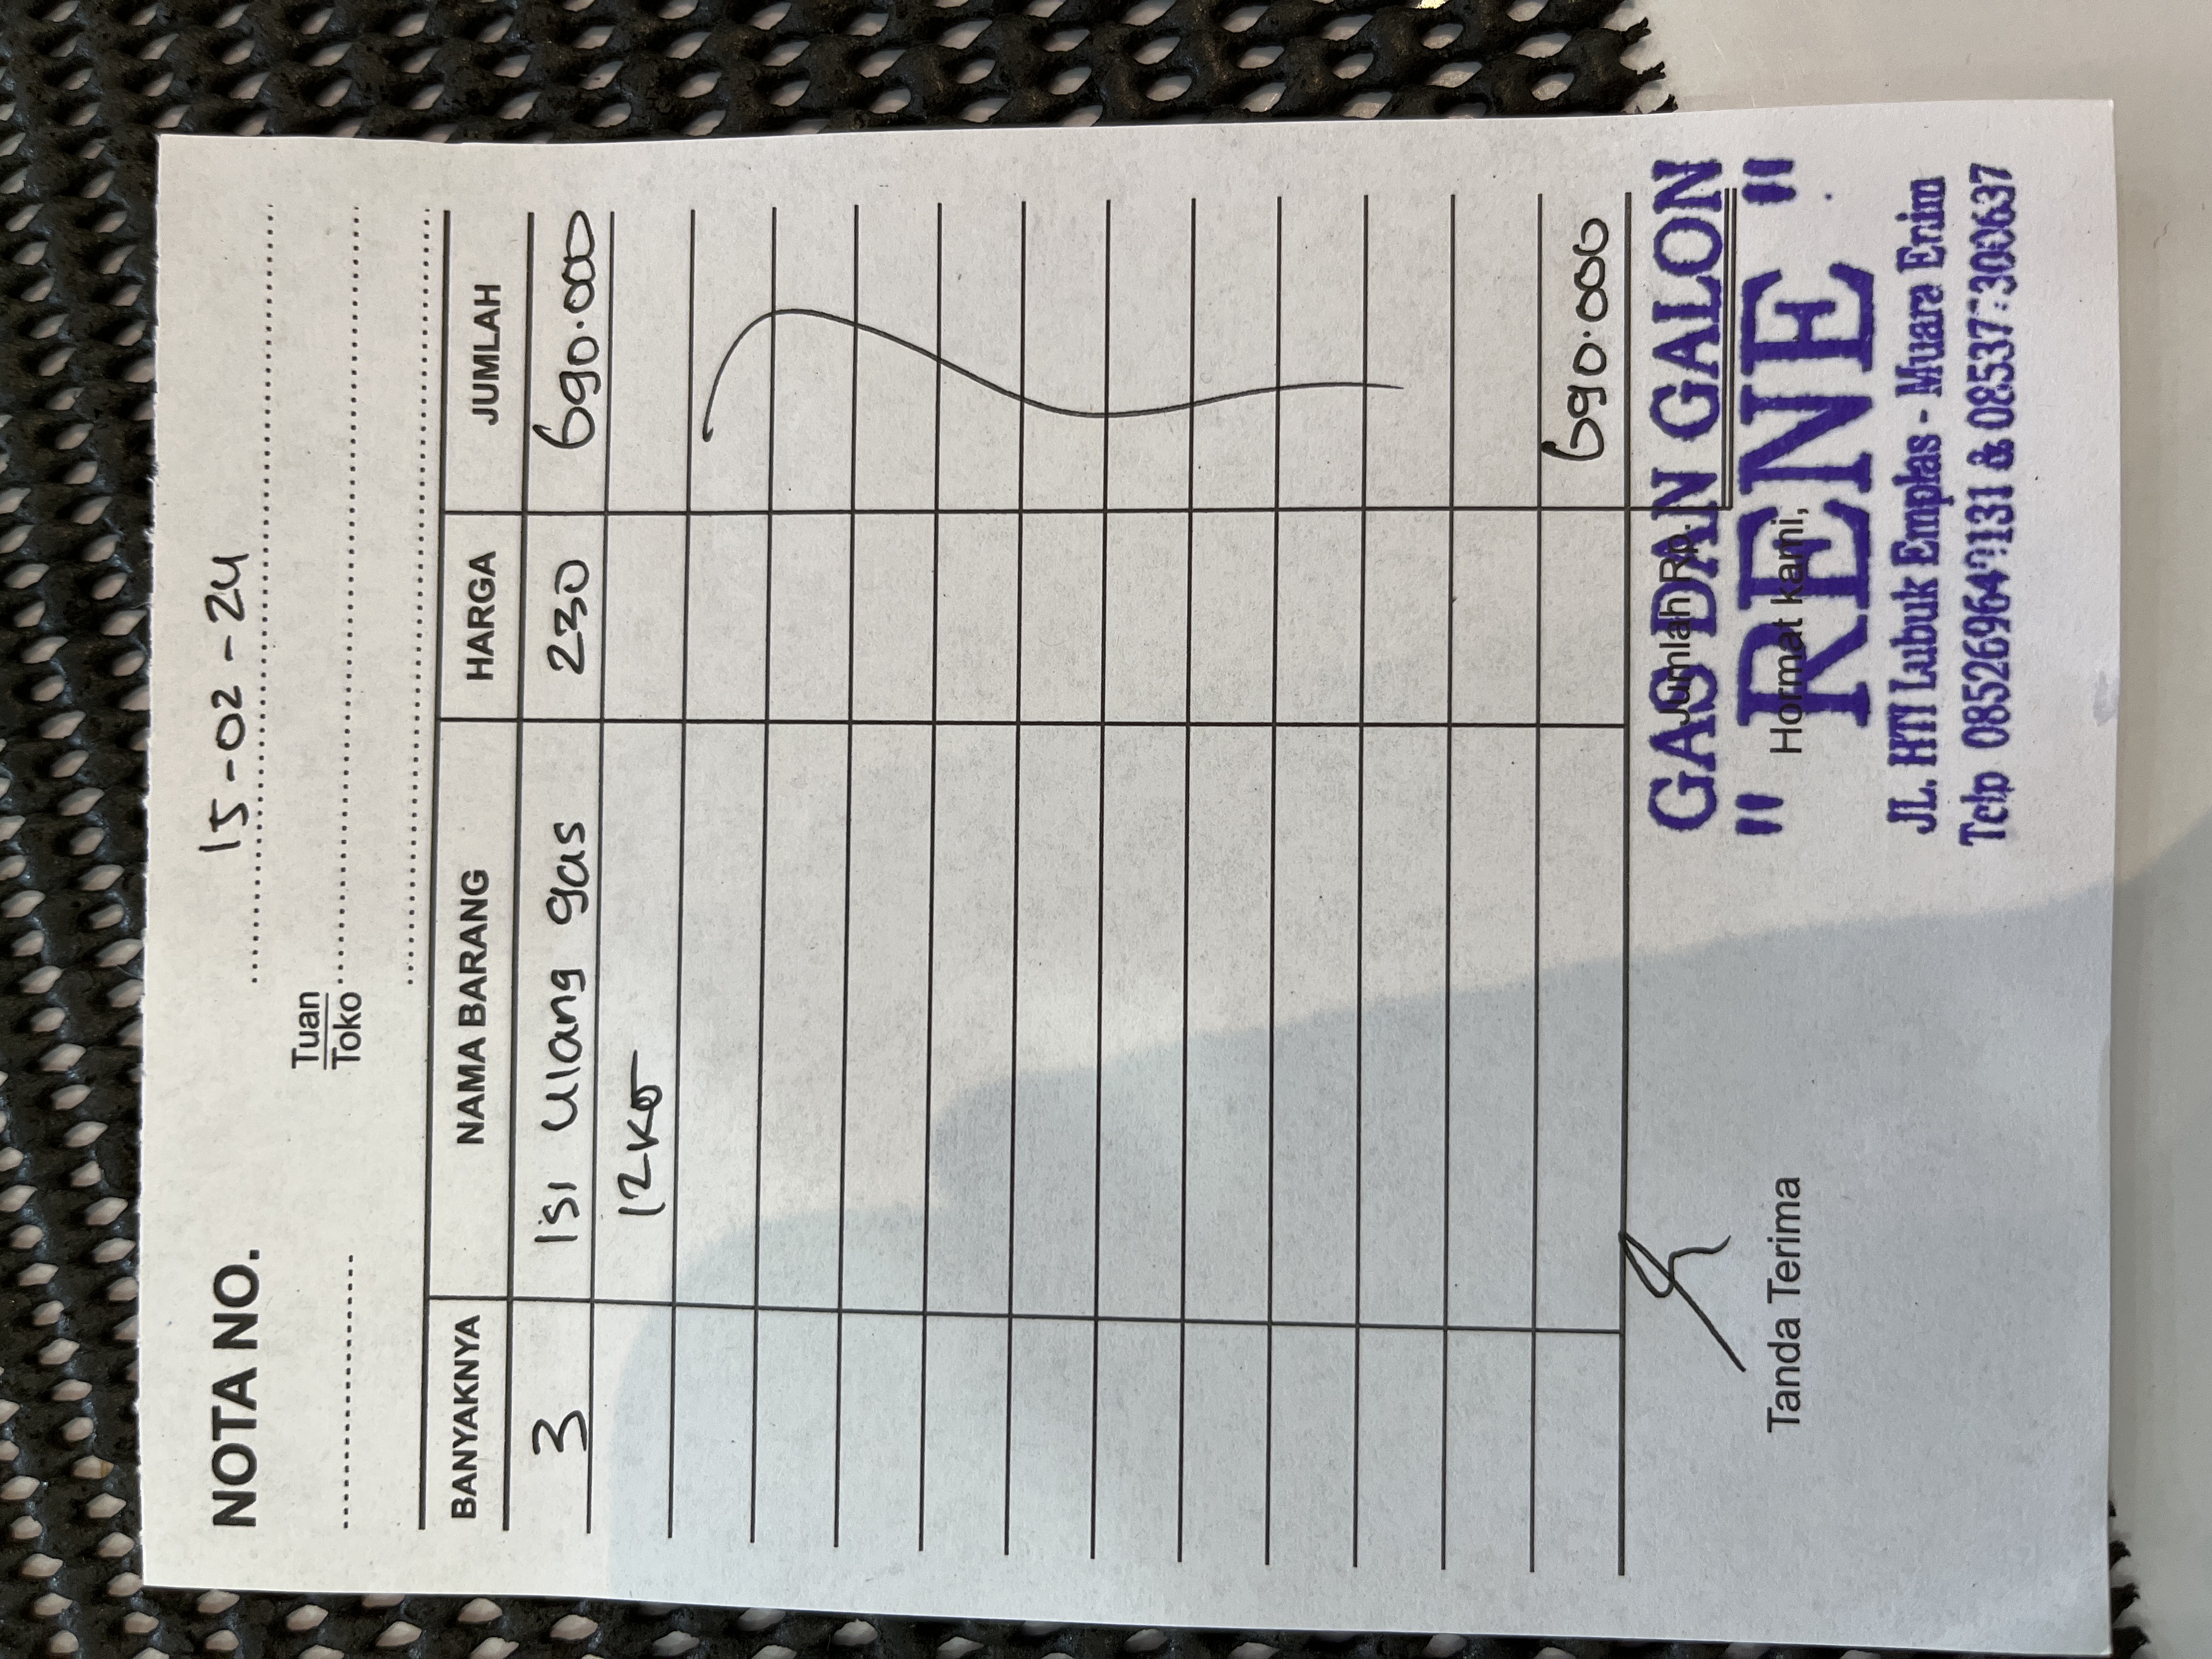 15-02-24
NOTA NO.
Tuan
Toko
BANYAKNYA NAMA BARANG HARGA JUMLAH
3 Isi Ulang gas 230 690.000
12KG
690.000
Jumlah Rp.
GAS DAN GALON
Tanda Terima Hormat kami,
" RENE "
JL. HTI Lubuk Emplas - Muara Enim
Telp &